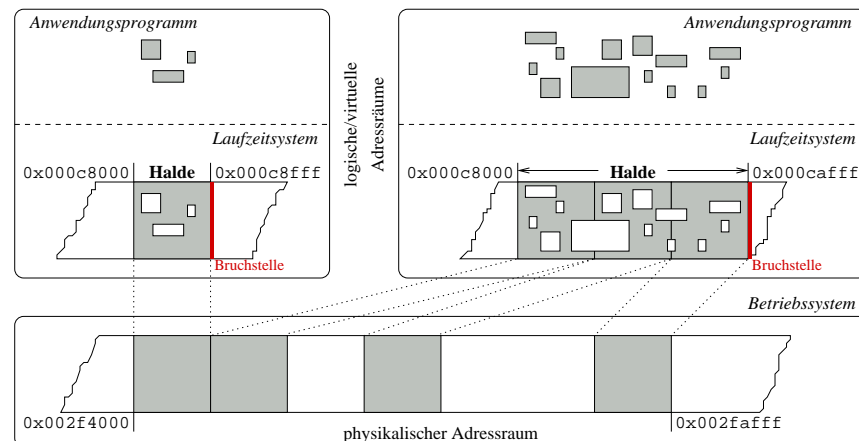 Anwendungsprogramm
Laufzeitsystem
0x000c8000
Halde
0x000c8fff
Bruchstelle
logische/virtuelle
Adressräume
Anwendungsprogramm
Laufzeitsystem
0x000c8000
Halde
0x000cafff
Bruchstelle
Betriebssystem
0x002f4000
physikalischer Adressraum
0x002fafff